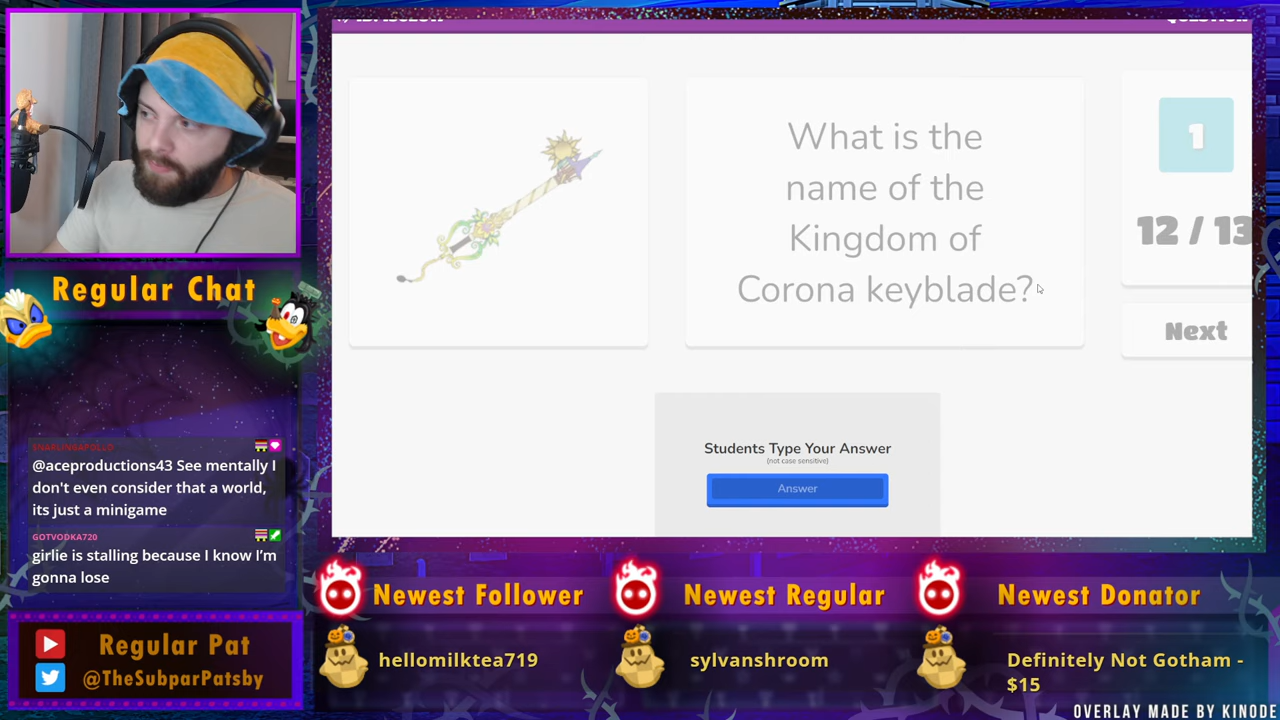 What is the
name of the
Kingdom of
Corona keyblade?
1
12 / 13
Next
Students Type Your Answer
(not case sensitive)
Answer
Regular Chat
SNAPLINGAPOLLO
@aceproductions43 See mentally I
don't even consider that a world,
its just a minigame
GOTVODKA720
girlie is stalling because I know I'm
gonna lose
Regular Pat
@TheSubparPatsby
Newest Follower
hellomilktea719
Newest Regular
sylvanshroom
Newest Donator
Definitely Not Gotham -
$15
OVERLAY MADE BY KINODE